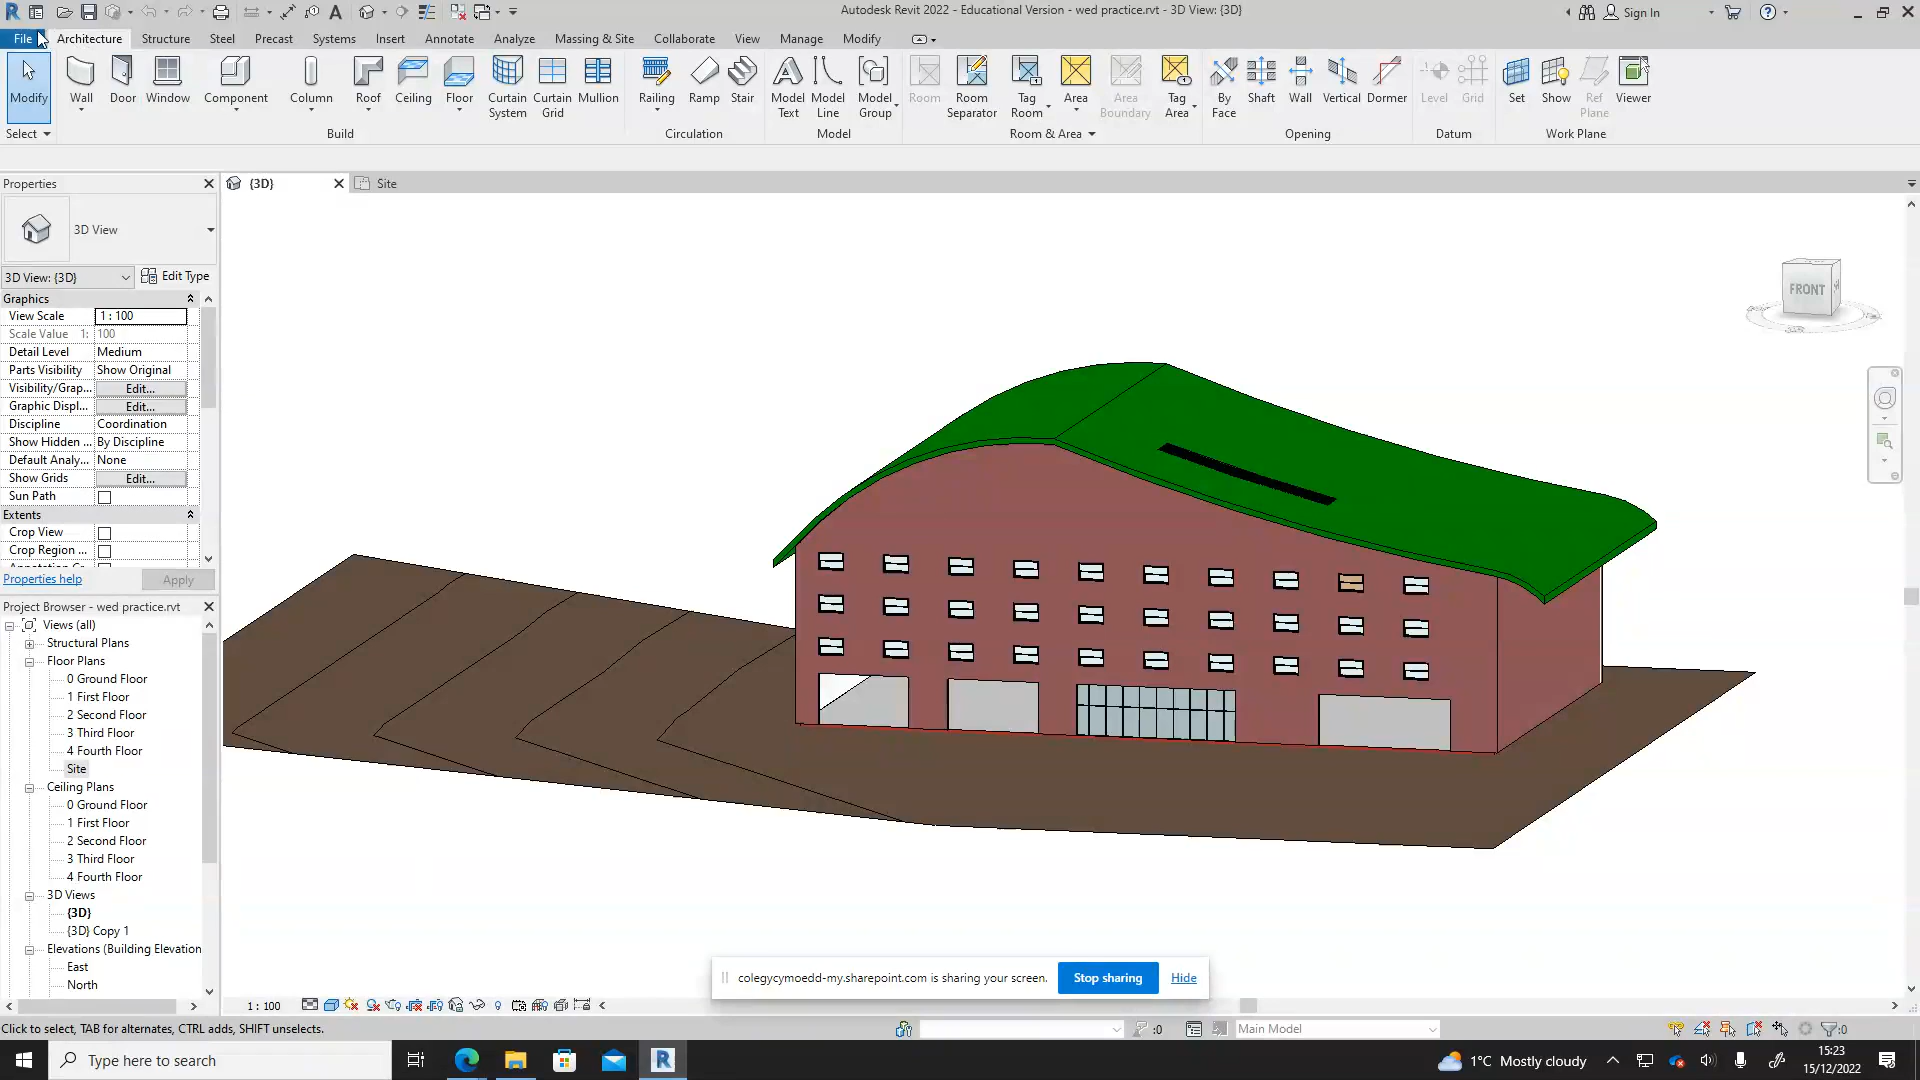 Autodesk Revit 2022 - Educational Version - wed practice.rvt - 3D View: {3D}
Sign In
File Architecture Structure Steel Precast Systems Insert Annotate Analyze Massing & Site Collaborate View Manage Modify
Modify Wall Door Window Component Column Roof Ceiling Floor Curtain System Curtain Grid Mullion Railing Ramp Stair Model Text Model Line Model Group Room Room Separator Tag Room Area Area Boundary Tag Area By Face Shaft Wall Vertical Dormer Level Grid Set Show Ref Plane Viewer
Select Build Circulation Model Room & Area Opening Datum Work Plane
Properties
{3D} Site
3D View
3D View: {3D} Edit Type
Graphics
View Scale 1 : 100
Scale Value 1: 100
Detail Level Medium
Parts Visibility Show Original
Visibility/Grap... Edit...
Graphic Displ... Edit...
Discipline Coordination
Show Hidden ... By Discipline
Default Analy... None
Show Grids Edit...
Sun Path
Extents
Crop View
Crop Region ...
Properties help Apply
Project Browser - wed practice.rvt
Views (all)
Structural Plans
Floor Plans
0 Ground Floor
1 First Floor
2 Second Floor
3 Third Floor
4 Fourth Floor
Site
Ceiling Plans
0 Ground Floor
1 First Floor
2 Second Floor
3 Third Floor
4 Fourth Floor
3D Views
{3D}
{3D} Copy 1
Elevations (Building Elevation
East
North
FRONT
colegycymoedd-my.sharepoint.com is sharing your screen. Stop sharing Hide
1 : 100
Click to select, TAB for alternates, CTRL adds, SHIFT unselects.
:0
Main Model
:0
Type here to search
1°C Mostly cloudy
15:23
15/12/2022